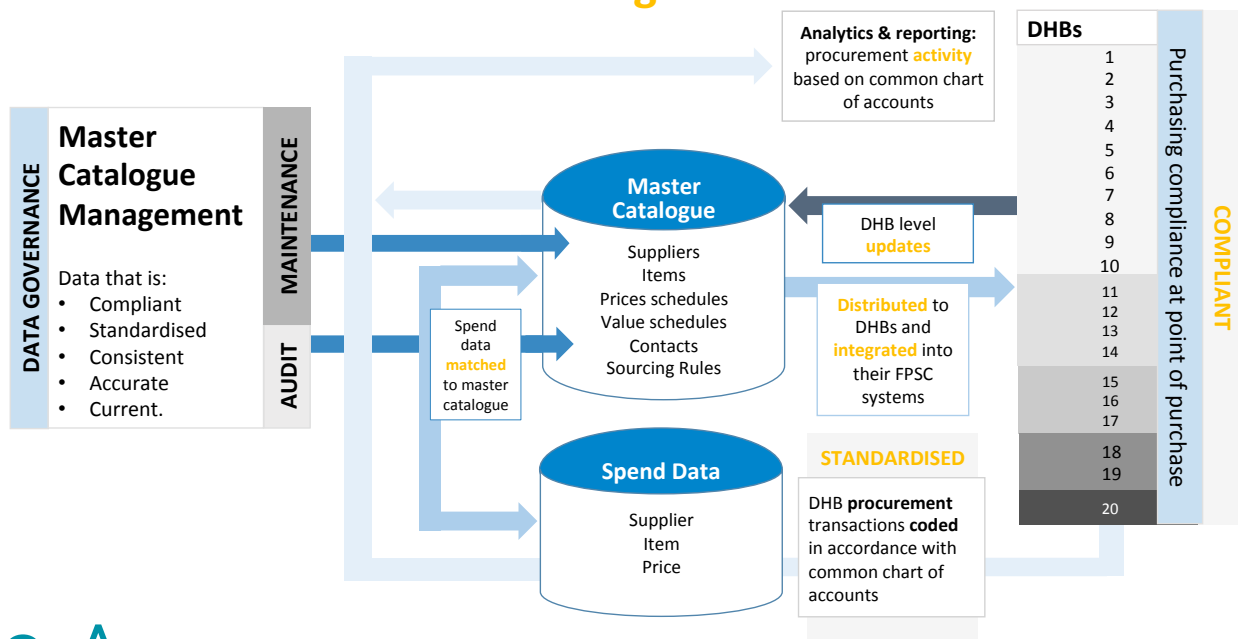 Analytics & reporting:
procurement activity
based on common chart
of accounts
DHBs
1
2
3
4
5
6
7
8
9
10
11
12
13
14
15
16
17
18
19
20
Purchasing compliance at point of purchase
COMPLIANT
DATA GOVERNANCE
Master
Catalogue
Management
Data that is:
• Compliant
• Standardised
• Consistent
• Accurate
• Current.
MAINTENANCE
AUDIT
Master
Catalogue
Suppliers
Items
Prices schedules
Value schedules
Contacts
Sourcing Rules
DHB level
updates
Distributed to
DHBs and
integrated into
their FPSC
systems
Spend
data
matched
to master
catalogue
Spend Data
Supplier
Item
Price
STANDARDISED
DHB procurement
transactions coded
in accordance with
common chart of
accounts